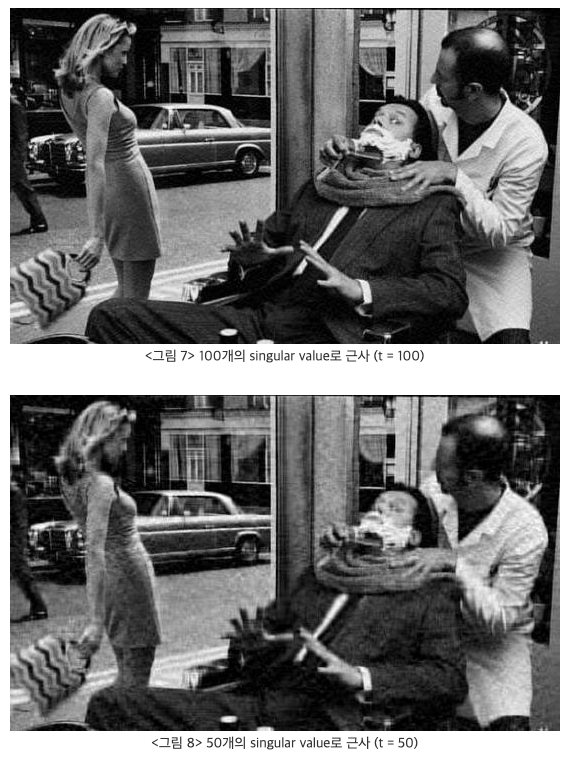 <그림 7> 100개의 singular value로 근사 (t = 100)
<그림 8> 50개의 singular value로 근사 (t = 50)